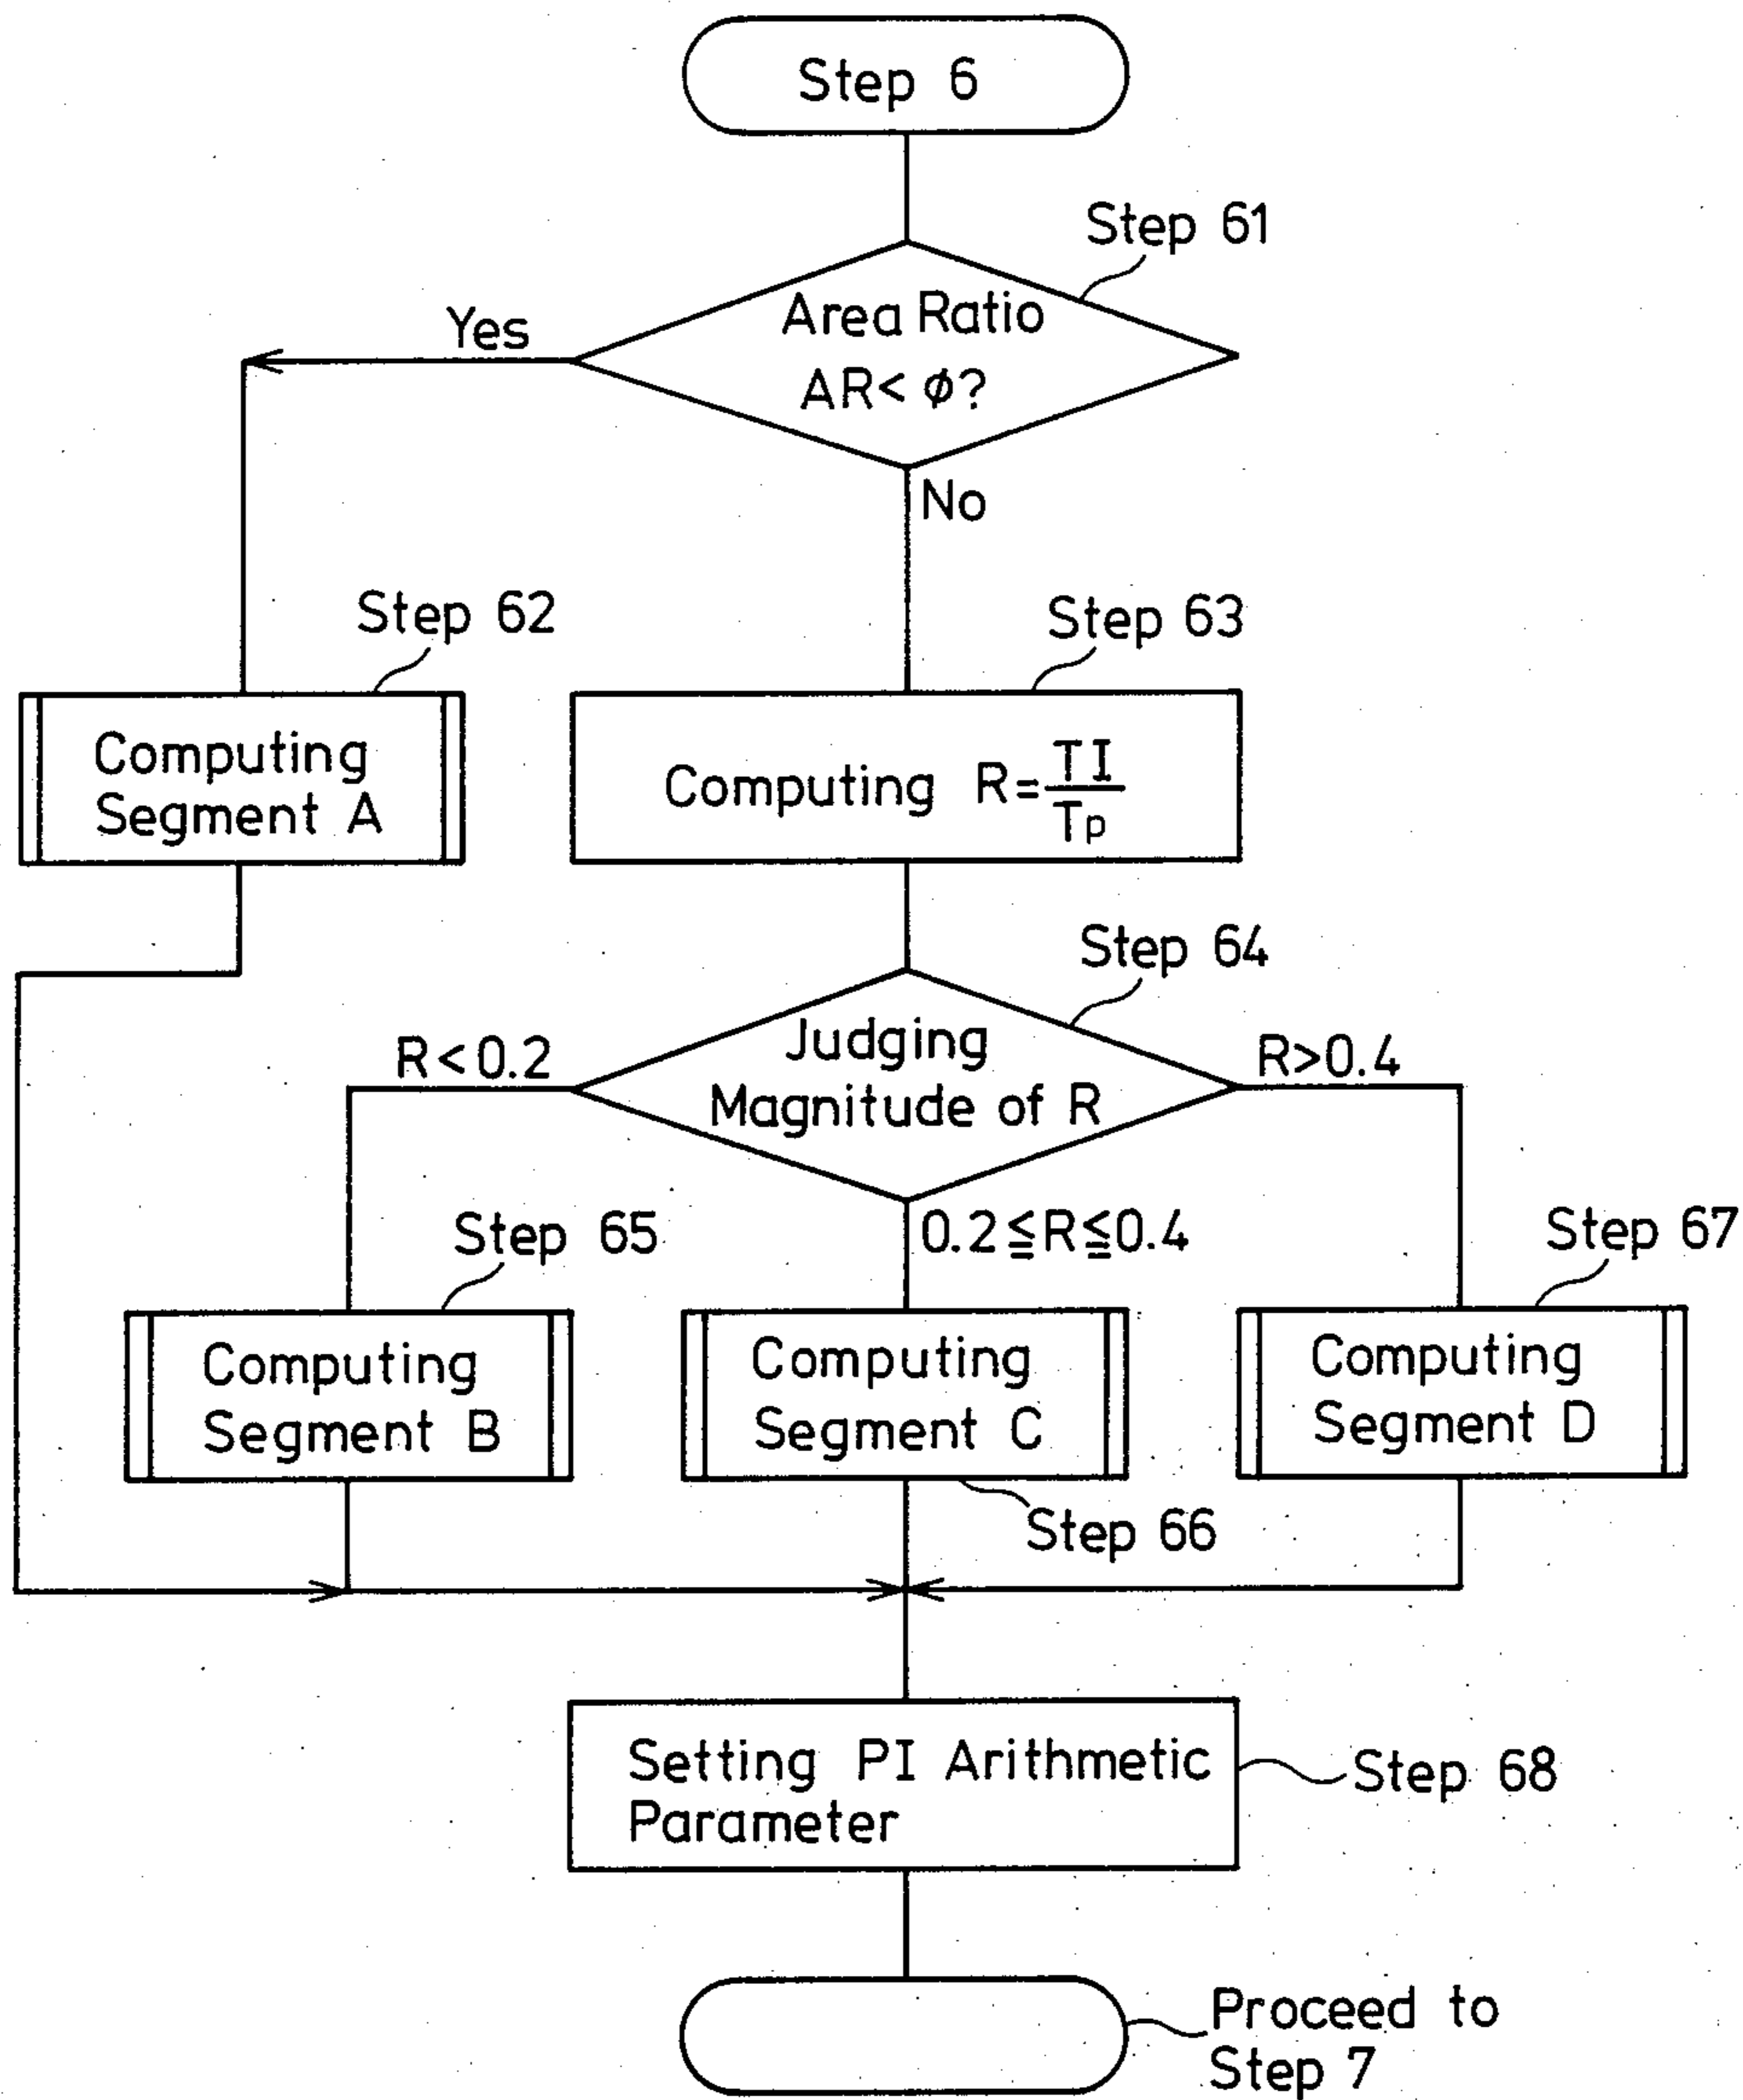 Step 6
Step 61
Area Ratio
AR< φ?
Yes
No
Step 62
Step 63
Computing
Segment A
Computing R=TI/Tp
Step 64
Judging
Magnitude of R
R<0.2
R>0.4
0.2≦R≦0.4
Step 65
Step 67
Computing
Segment B
Computing
Segment C
Computing
Segment D
Step 66
Setting PI Arithmetic
Parameter
Step 68
Proceed to
Step 7